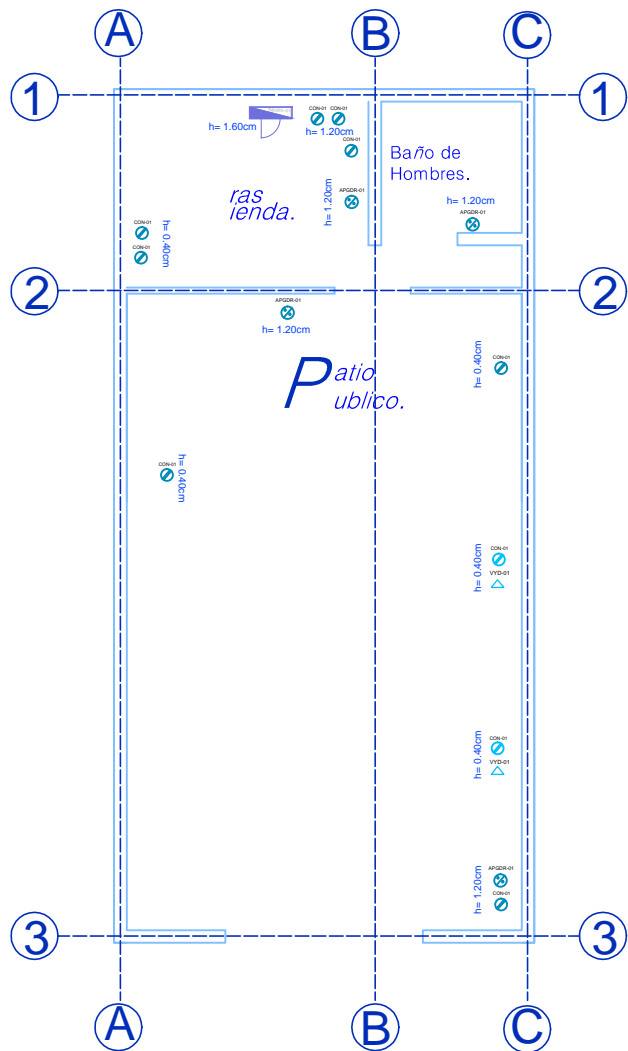 A
B
C
1
1
CON-01
CON-01
h= 1.60cm
h= 1.20cm
CON-01
Baño de
Hombres.
ras
ienda.
APGDR-01
h= 1.20cm
h= 1.20cm
APGDR-01
CON-01
h= 0.40cm
CON-01
2
2
APGDR-01
h= 1.20cm
Patio
Publico.
CON-01
h= 0.40cm
CON-01
h= 0.40cm
CON-01
h= 0.40cm
VYD-01
CON-01
h= 0.40cm
VYD-01
APGDR-01
h= 1.20cm
CON-01
3
3
A
B
C